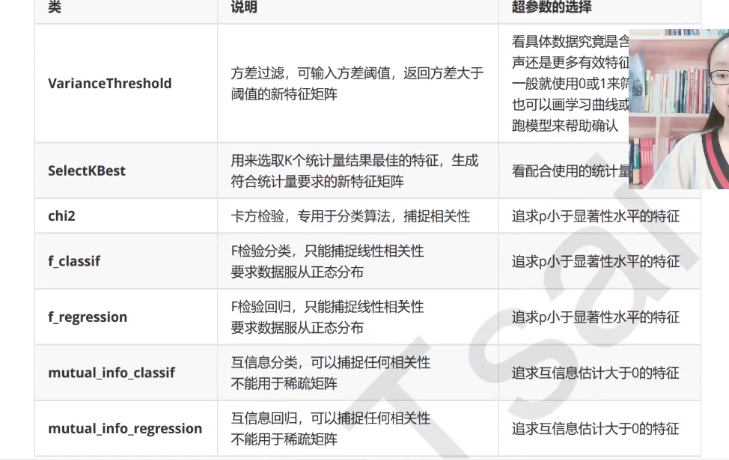 类 说明 超参数的选择
VarianceThreshold
方差过滤，可输入方差阈值，返回方差大于
阈值的新特征矩阵
看具体数据究竟是含
声还是更多有效特征
一般就使用0或1来筛
也可以画学习曲线或
跑模型来帮助确认
SelectKBest
用来选取K个统计量结果最佳的特征，生成
符合统计量要求的新特征矩阵
看配合使用的统计量
chi2
卡方检验，专用于分类算法，捕捉相关性
追求p小于显著性水平的特征
f_classif
F检验分类，只能捕捉线性相关性
要求数据服从正态分布
追求p小于显著性水平的特征
f_regression
F检验回归，只能捕捉线性相关性
要求数据服从正态分布
追求p小于显著性水平的特征
mutual_info_classif
互信息分类，可以捕捉任何相关性
不能用于稀疏矩阵
追求互信息估计大于0的特征
mutual_info_regression
互信息回归，可以捕捉任何相关性
不能用于稀疏矩阵
追求互信息估计大于0的特征
Tsai